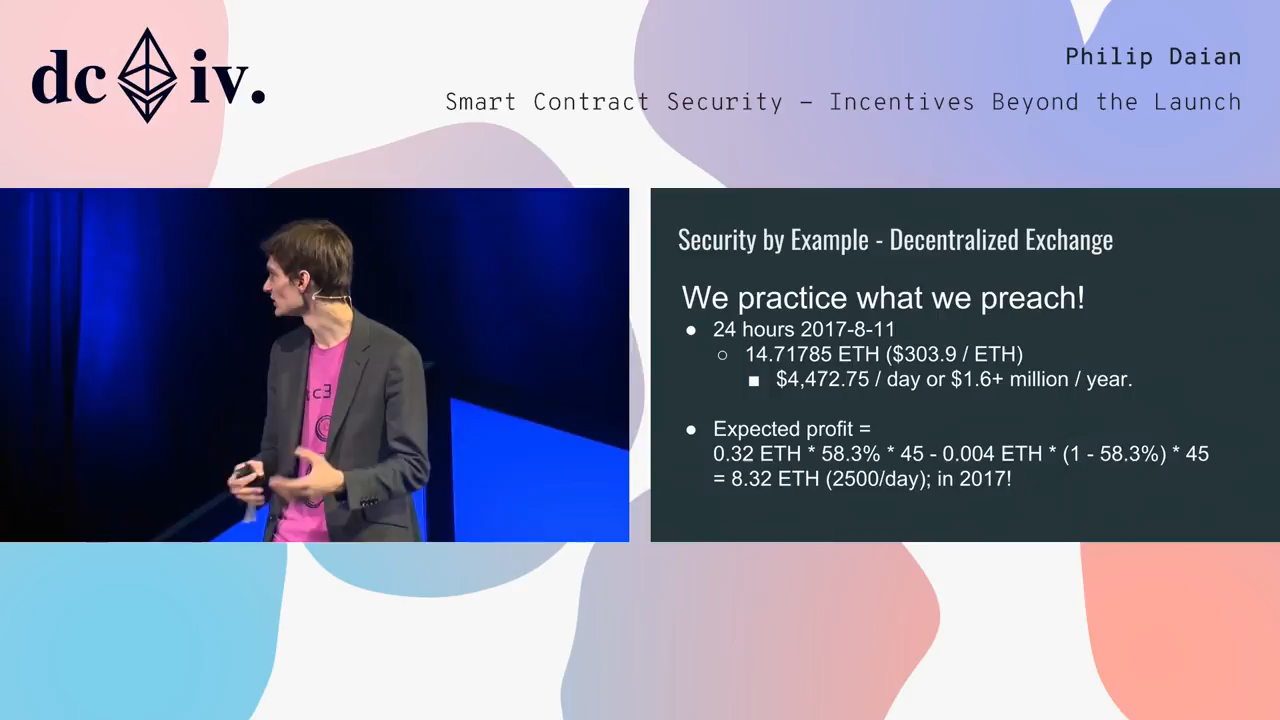 dc iv.
Philip Daian
Smart Contract Security – Incentives Beyond the Launch
c3
Security by Example - Decentralized Exchange
We practice what we preach!
● 24 hours 2017-8-11
○ 14.71785 ETH ($303.9 / ETH)
■ $4,472.75 / day or $1.6+ million / year.
● Expected profit =
0.32 ETH * 58.3% * 45 - 0.004 ETH * (1 - 58.3%) * 45
= 8.32 ETH (2500/day); in 2017!